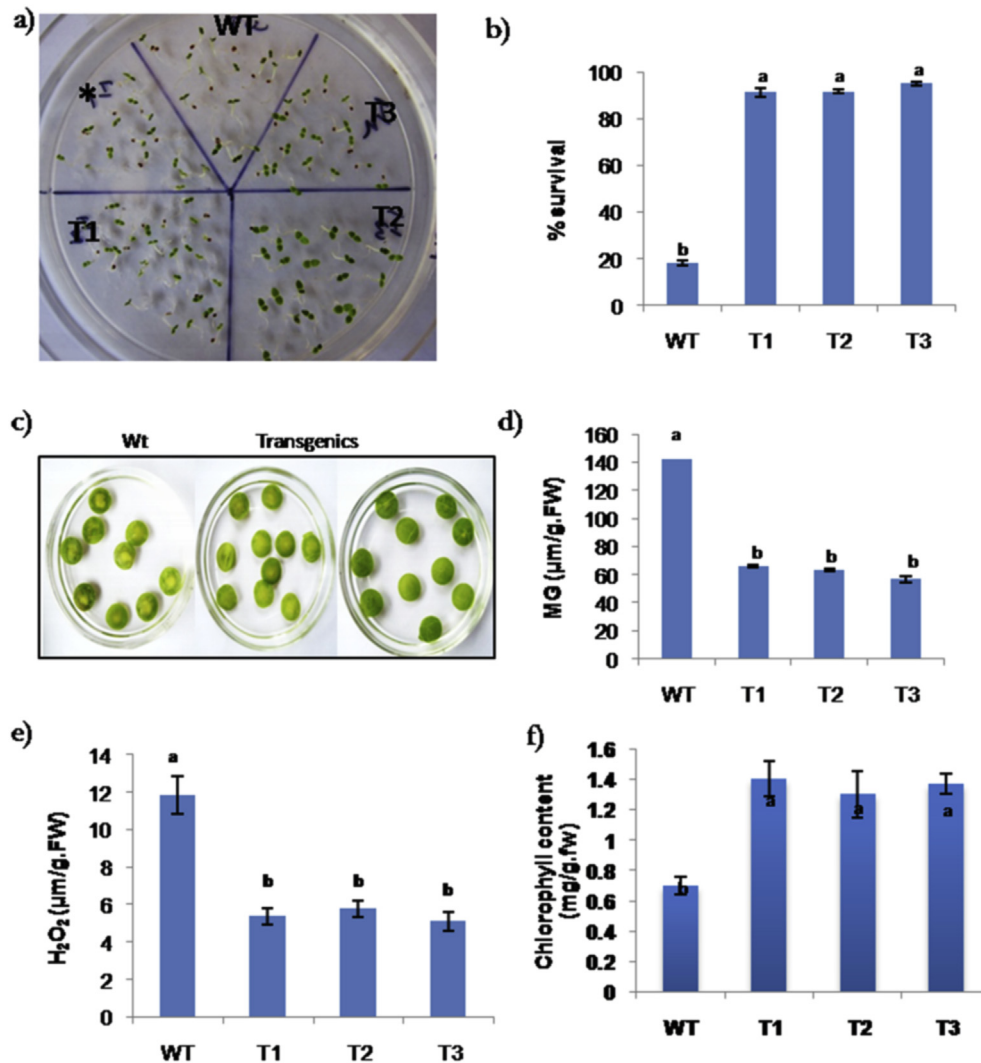 a)
WT
*
T3
T1
T2
b)
% survival
100
80
60
40
20
0
a
a
a
b
WT T1 T2 T3
c)
Wt Transgenics
d)
MG (µm/g.FW)
160
140
120
100
80
60
40
20
0
a
b
b
b
WT T1 T2 T3
e)
H₂O₂ (µm/g.FW)
14
12
10
8
6
4
2
0
a
b
b
b
WT T1 T2 T3
f)
Chlorophyll content
(mg/g.fw)
1.6
1.4
1.2
1
0.8
0.6
0.4
0.2
0
b
a
a
a
WT T1 T2 T3